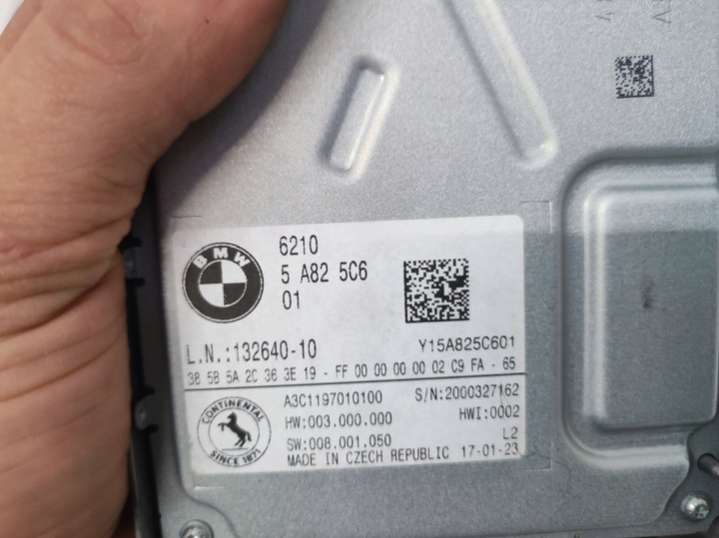 BMW
6210
5 A82 5C6
01
L.N.:132640-10
Y15A825C601
38 5B 5A 2C 36 3E 19 - FF 00 00 00 00 02 C9 FA - 65
CONTINENTAL
SINCE 1871
A3C1197010100
S/N:2000327162
HW:003.000.000
HWI:0002
SW:008.001.050
L2
MADE IN CZECH REPUBLIC 17-01-23